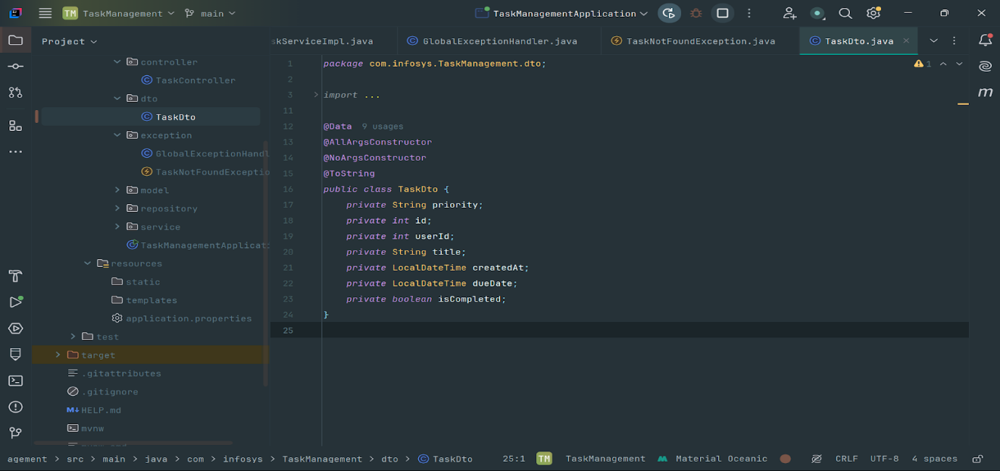 TM TaskManagement main TaskManagementApplication
Project
skServiceImpl.java GlobalExceptionHandler.java TaskNotFoundException.java TaskDto.java
controller
TaskController
dto
TaskDto
exception
GlobalExceptionHandl
TaskNotFoundExceptio
model
repository
service
TaskManagementApplicat
resources
static
templates
application.properties
test
target
.gitattributes
.gitignore
M↓ HELP.md
mvnw
1 package com.infosys.TaskManagement.dto; 1
2
3 import ...
11
12 @Data 9 usages
13 @AllArgsConstructor
14 @NoArgsConstructor
15 @ToString
16 public class TaskDto {
17 private String priority;
18 private int id;
19 private int userId;
20 private String title;
21 private LocalDateTime createdAt;
22 private LocalDateTime dueDate;
23 private boolean isCompleted;
24 }
25
m
agement > src > main > java > com > infosys > TaskManagement > dto > TaskDto 25:1 TM TaskManagement Material Oceanic CRLF UTF-8 4 spaces